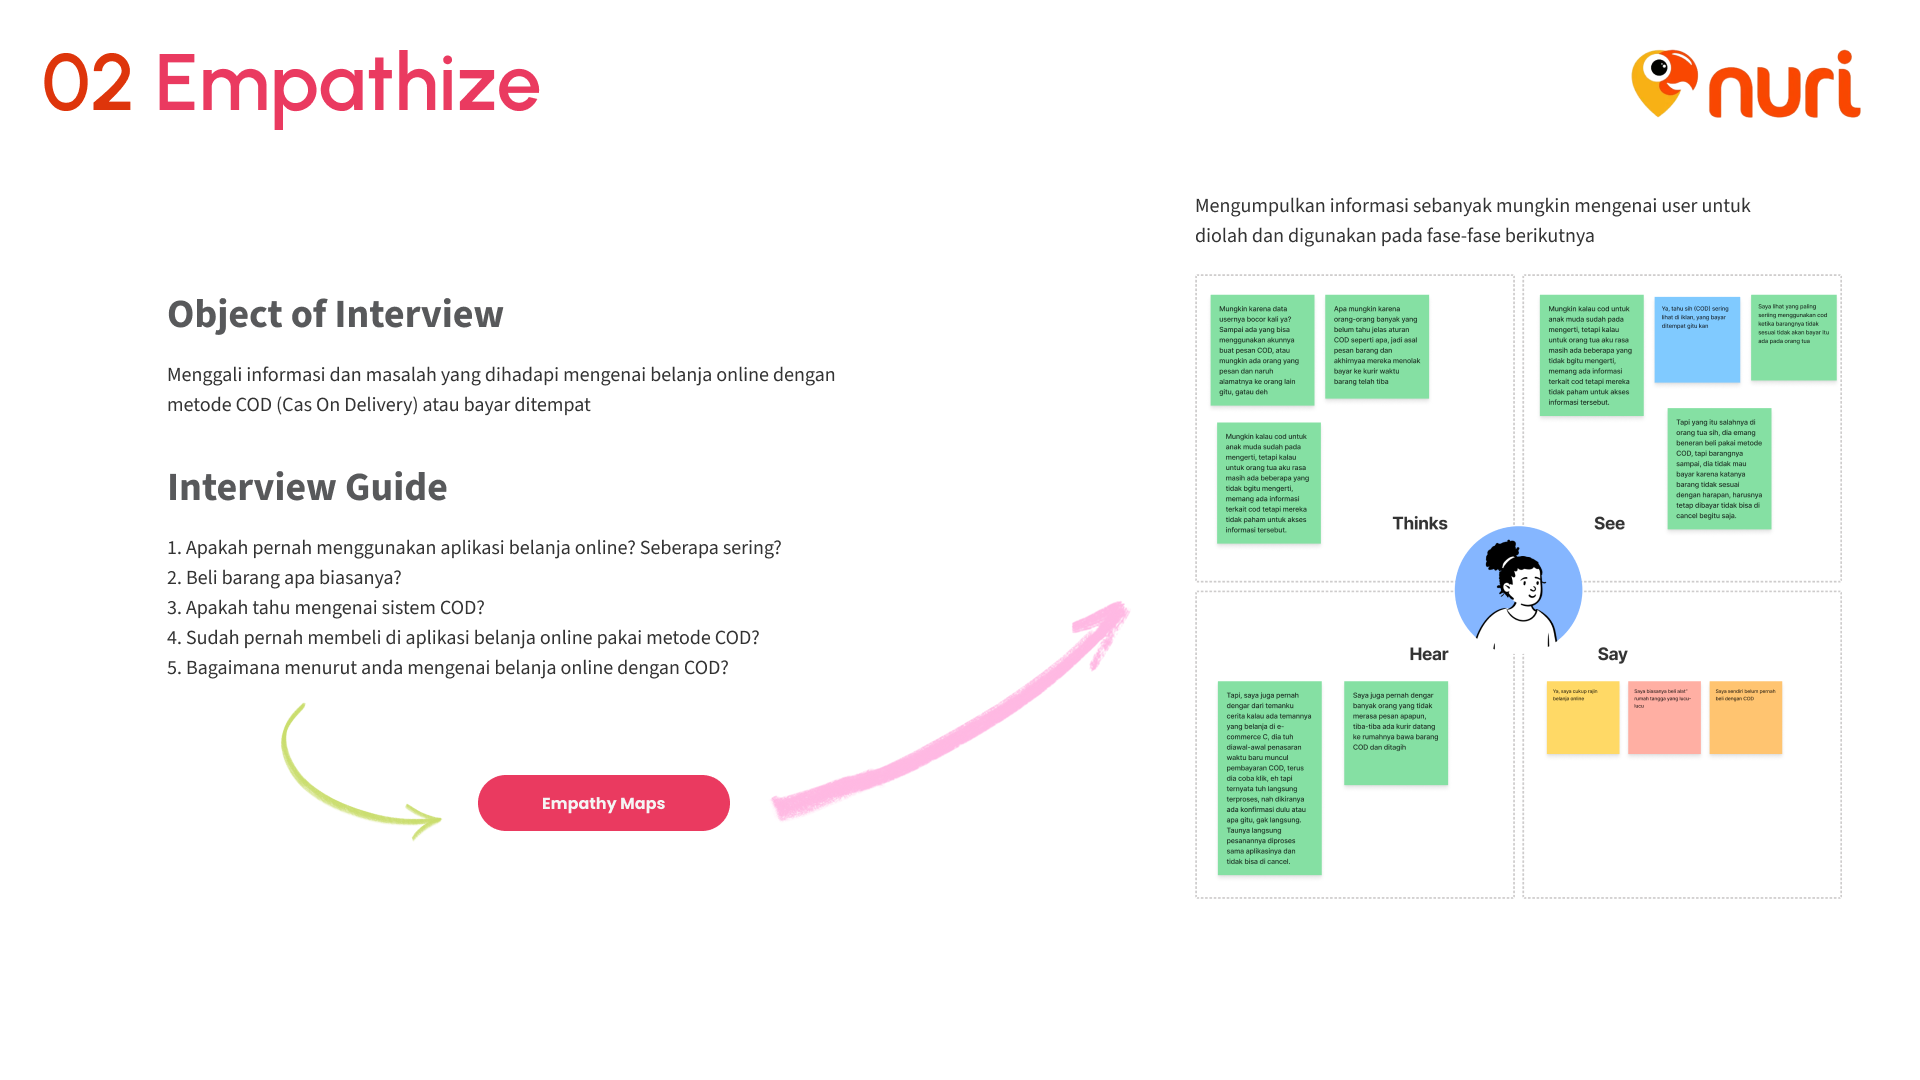 02 Empathize
nuri
Object of Interview
Menggali informasi dan masalah yang dihadapi mengenai belanja online dengan
metode COD (Cas On Delivery) atau bayar ditempat
Interview Guide
1. Apakah pernah menggunakan aplikasi belanja online? Seberapa sering?
2. Beli barang apa biasanya?
3. Apakah tahu mengenai sistem COD?
4. Sudah pernah membeli di aplikasi belanja online pakai metode COD?
5. Bagaimana menurut anda mengenai belanja online dengan COD?
Empathy Maps
Mengumpulkan informasi sebanyak mungkin mengenai user untuk
diolah dan digunakan pada fase-fase berikutnya
Mungkin karena data
usernya bocor kali ya?
Sampai ada yang bisa
menggunakan akunnya
buat pesan COD, atau
mungkin ada orang yang
pesan dan naruh
alamatnya ke orang lain
gitu, gatau deh
Apa mungkin karena
orang-orang banyak yang
belum tahu jelas aturan
COD seperti apa, jadi asal
pesan barang dan
akhirnyaa mereka menolak
bayar ke kurir waktu
barang telah tiba
Mungkin kalau cod untuk
anak muda sudah pada
mengerti, tetapi kalau
untuk orang tua aku rasa
masih ada beberapa yang
tidak bgitu mengerti,
memang ada informasi
terkait cod tetapi mereka
tidak paham untuk akses
informasi tersebut.
Thinks
Mungkin kalau cod untuk
anak muda sudah pada
mengerti, tetapi kalau
untuk orang tua aku rasa
masih ada beberapa yang
tidak bgitu mengerti,
memang ada informasi
terkait cod tetapi mereka
tidak paham untuk akses
informasi tersebut.
Ya, tahu sih (COD) sering
lihat di iklan, yang bayar
ditempat gitu kan
Saya lihat yang paling
seriing menggunakan cod
ketika barangnya tidak
sesuai tidak akan bayar itu
ada pada orang tua
Tapi yang itu salahnya di
orang tua sih, dia emang
beneran beli pakai metode
COD, tapi barangnya
sampai, dia tidak mau
bayar karena katanya
barang tidak sesuai
dengan harapan, harusnya
tetap dibayar tidak bisa di
cancel begitu saja.
See
Hear
Tapi, saya juga pernah
dengar dari temanku
cerita kalau ada temannya
yang belanja di e-
commerce C, dia tuh
diawal-awal penasaran
waktu baru muncul
pembayaran COD, terus
dia coba klik, eh tapi
ternyata tuh langsung
terproses, nah dikiranya
ada konfirmasi dulu atau
apa gitu, gak langsung.
Taunya langsung
pesanannya diproses
sama aplikasinya dan
tidak bisa di cancel.
Saya juga pernah dengar
banyak orang yang tidak
merasa pesan apapun,
tiba-tiba ada kurir datang
ke rumahnya bawa barang
COD dan ditagih
Say
Ya, saya cukup rajin
belanja online
Saya biasanya beli alat"
rumah tangga yang lucu-
lucu
Saya sendiri belum pernah
beli dengan COD